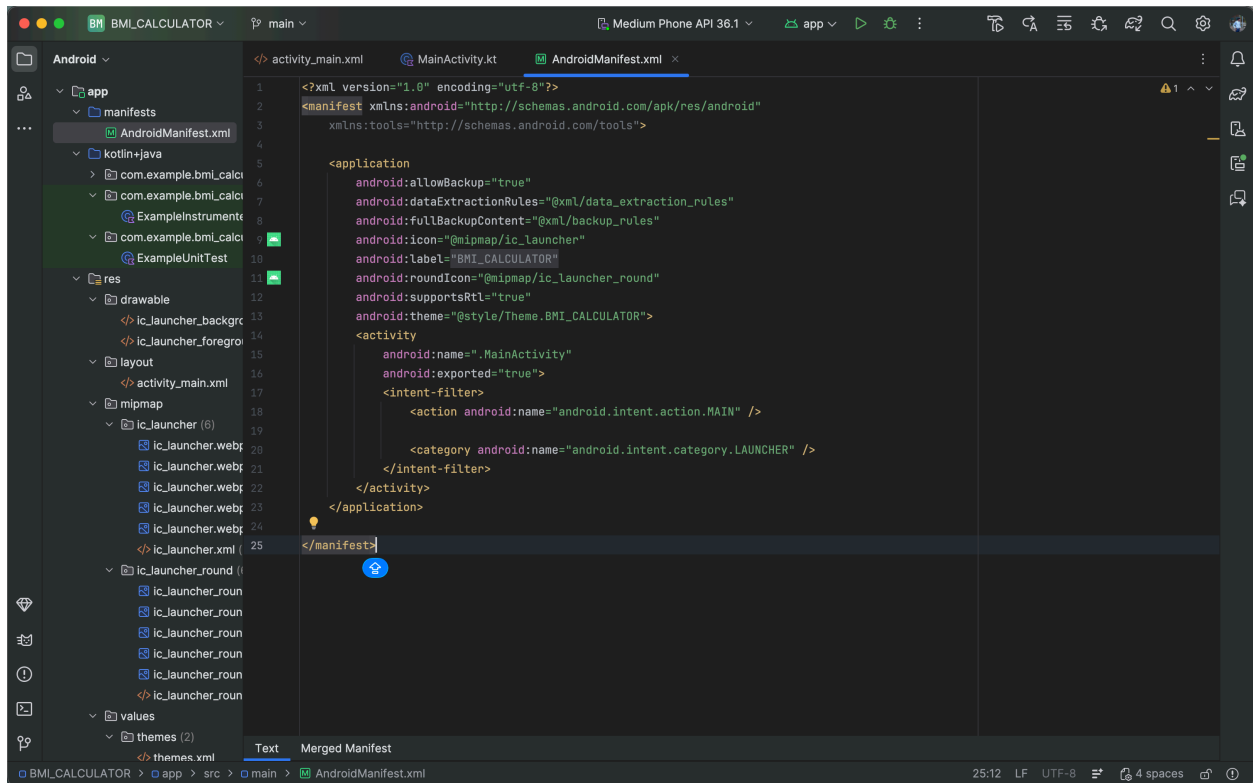 BM BMI_CALCULATOR
main
Medium Phone API 36.1
app
Android
activity_main.xml
MainActivity.kt
AndroidManifest.xml
app
manifests
AndroidManifest.xml
kotlin+java
com.example.bmi_calcu
com.example.bmi_calcu
ExampleInstrumente
com.example.bmi_calcu
ExampleUnitTest
res
drawable
ic_launcher_backgro
ic_launcher_foregrou
layout
activity_main.xml
mipmap
ic_launcher (6)
ic_launcher.webp
ic_launcher.webp
ic_launcher.webp
ic_launcher.webp
ic_launcher.webp
ic_launcher.xml (
ic_launcher_round (
ic_launcher_roun
ic_launcher_roun
ic_launcher_roun
ic_launcher_roun
ic_launcher_roun
ic_launcher_roun
values
themes (2)
themes.xml
1 <?xml version="1.0" encoding="utf-8"?>
2 <manifest xmlns:android="http://schemas.android.com/apk/res/android"
3 xmlns:tools="http://schemas.android.com/tools">
4
5 <application
6 android:allowBackup="true"
7 android:dataExtractionRules="@xml/data_extraction_rules"
8 android:fullBackupContent="@xml/backup_rules"
9 android:icon="@mipmap/ic_launcher"
10 android:label="BMI_CALCULATOR"
11 android:roundIcon="@mipmap/ic_launcher_round"
12 android:supportsRtl="true"
13 android:theme="@style/Theme.BMI_CALCULATOR">
14 <activity
15 android:name=".MainActivity"
16 android:exported="true">
17 <intent-filter>
18 <action android:name="android.intent.action.MAIN" />
19
20 <category android:name="android.intent.category.LAUNCHER" />
21 </intent-filter>
22 </activity>
23 </application>
24
25 </manifest>
1
Text
Merged Manifest
BMI_CALCULATOR > app > src > main > AndroidManifest.xml
25:12 LF UTF-8 4 spaces